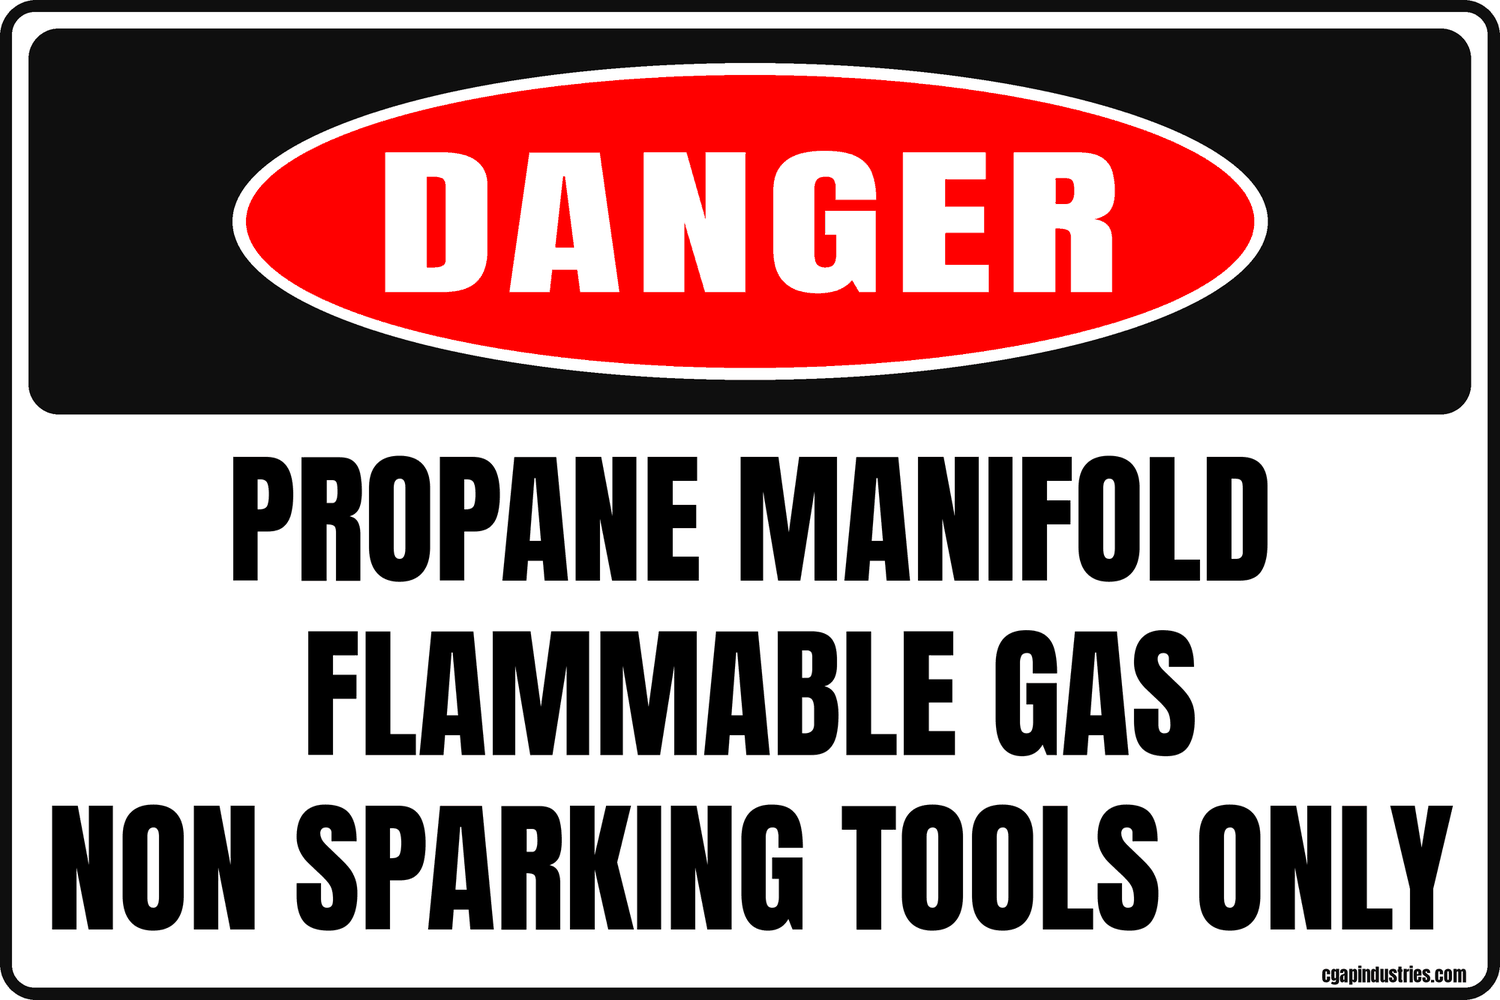 DANGER
PROPANE MANIFOLD
FLAMMABLE GAS
NON SPARKING TOOLS ONLY
cgapindustries.com